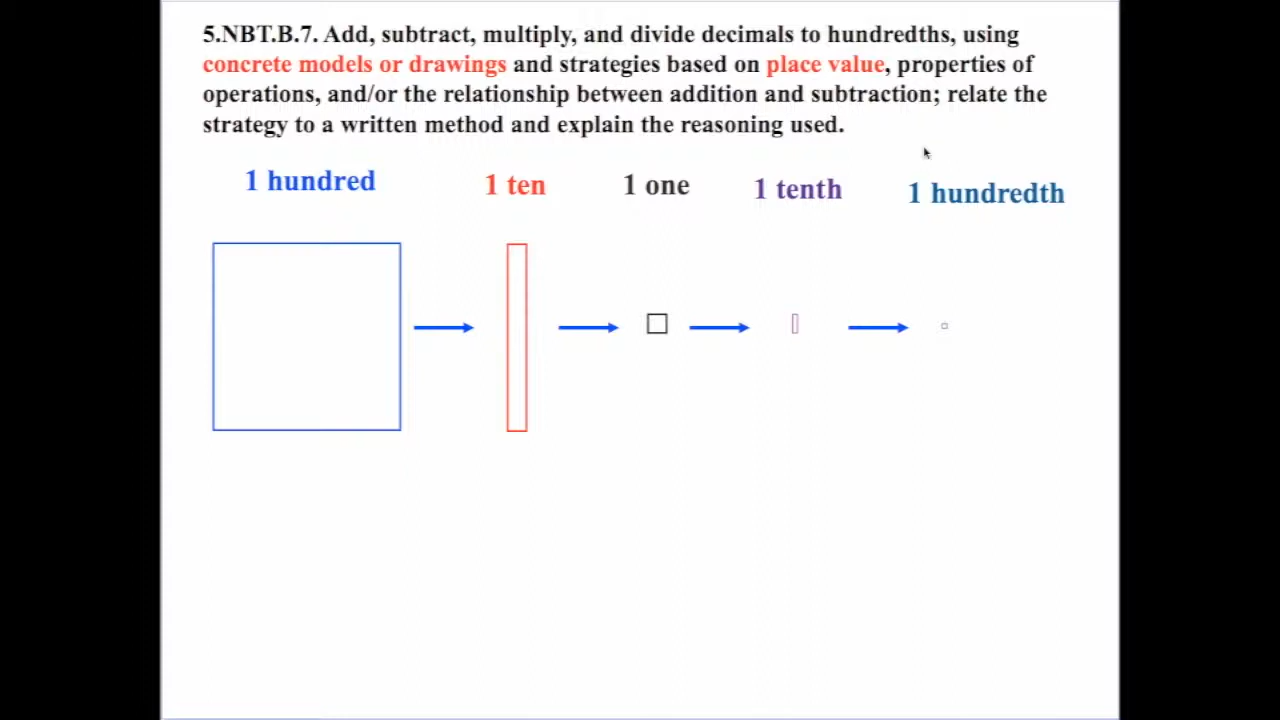 5.NBT.B.7. Add, subtract, multiply, and divide decimals to hundredths, using
concrete models or drawings and strategies based on place value, properties of
operations, and/or the relationship between addition and subtraction; relate the
strategy to a written method and explain the reasoning used.
1 hundred 1 ten 1 one 1 tenth 1 hundredth